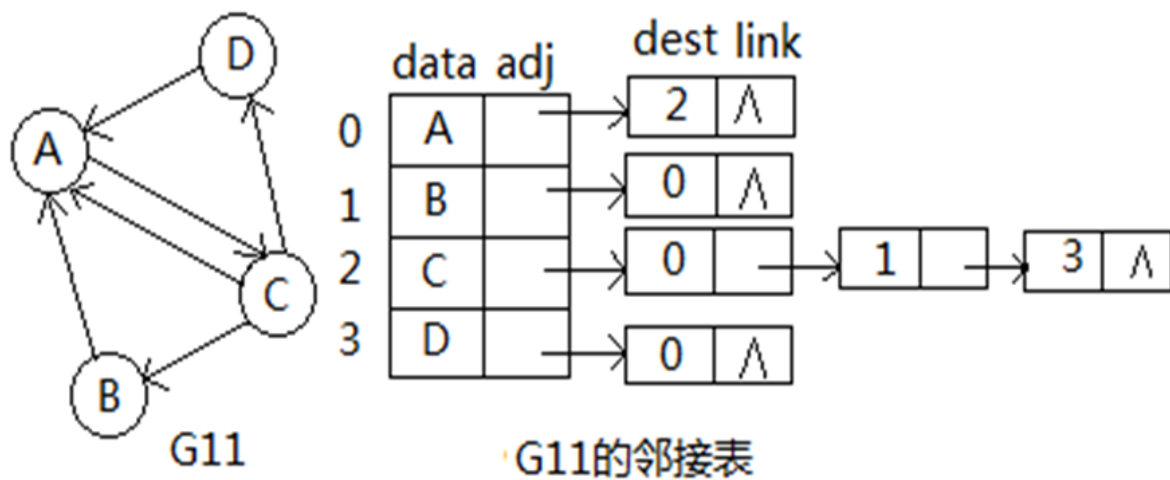 D
A
C
B
G11
data adj
dest link
0 A 2 ∧
1 B 0 ∧
2 C 0 1 3 ∧
3 D 0 ∧
G11的邻接表